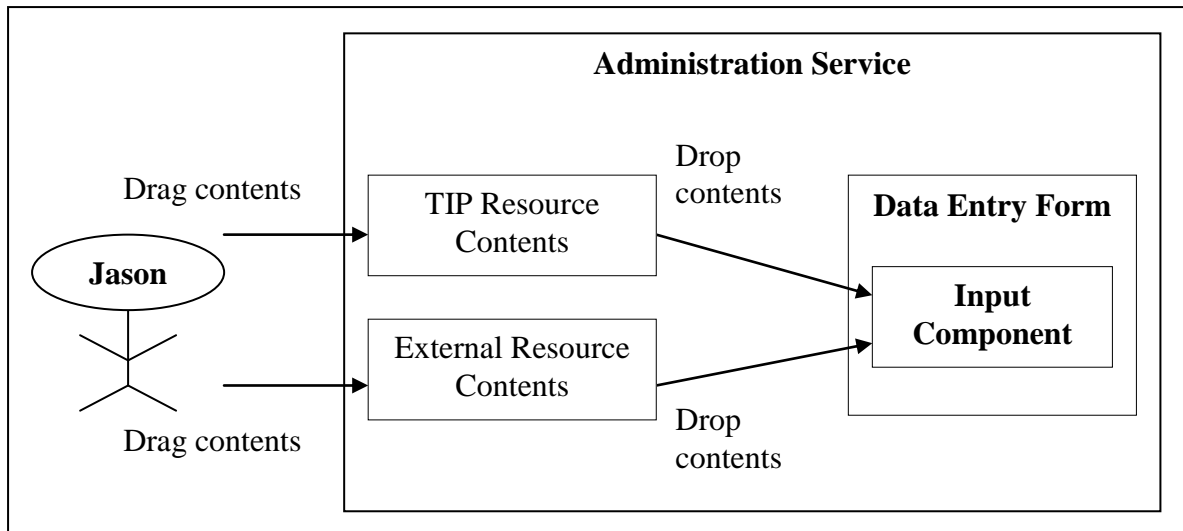 Administration Service
Drag contents
TIP Resource
Contents
Drop
contents
Data Entry Form
Jason
Input
Component
External Resource
Contents
Drag contents
Drop
contents